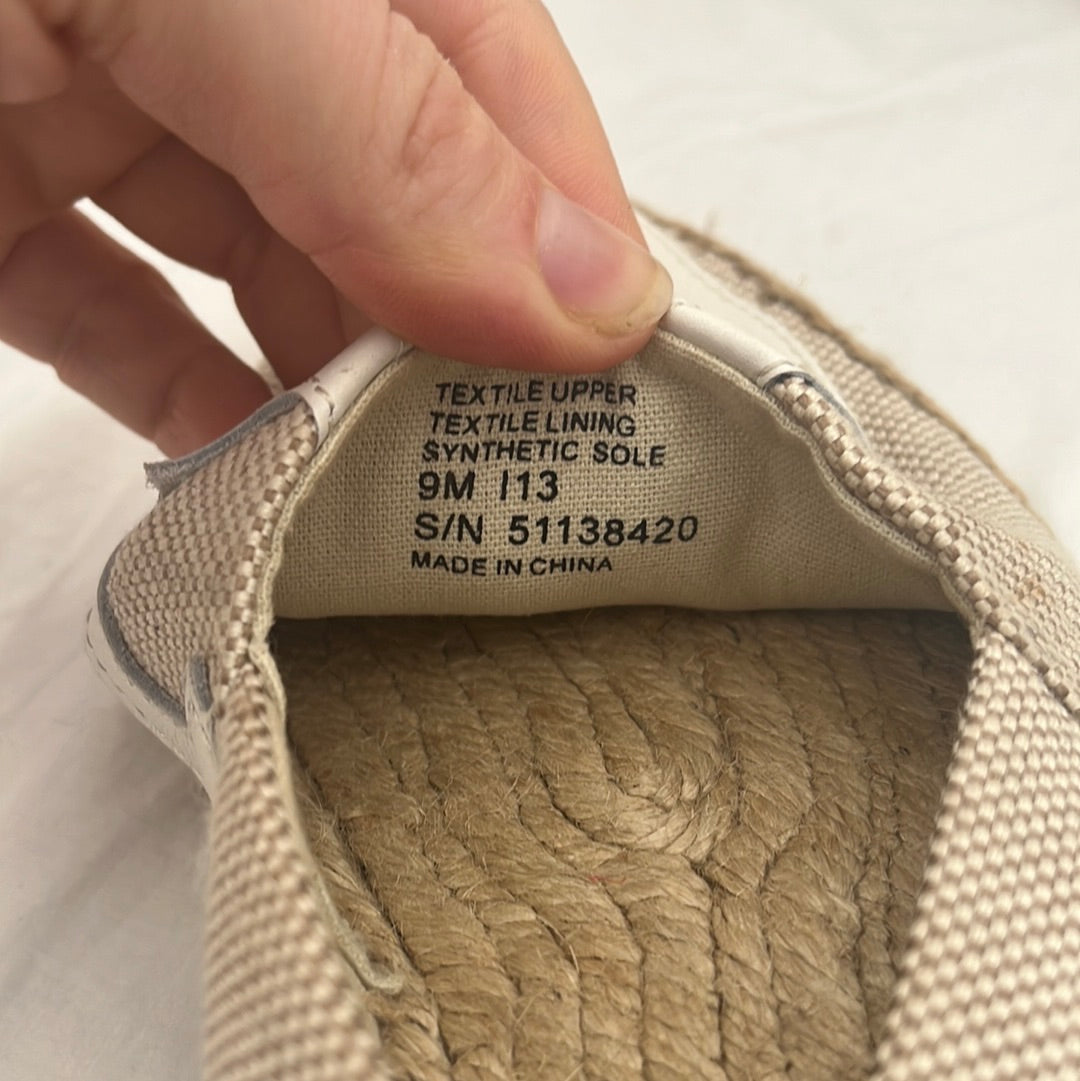 TEXTILE UPPER
TEXTILE LINING
SYNTHETIC SOLE
9M I13
S/N 51138420
MADE IN CHINA